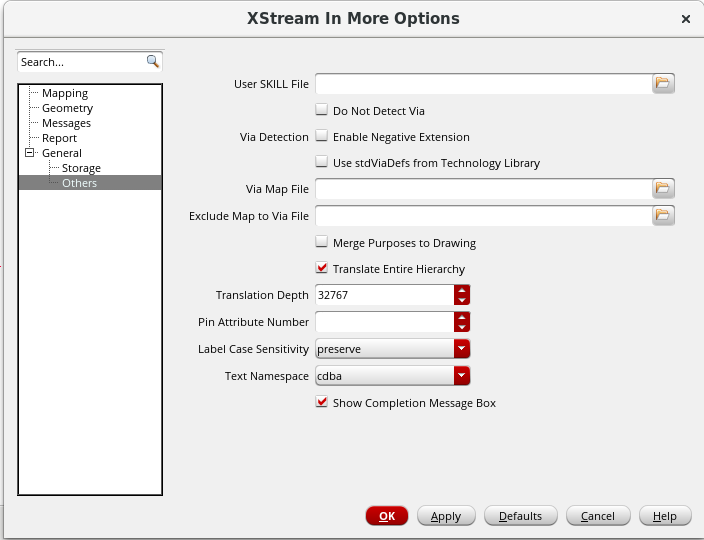 XStream In More Options
Search...
Mapping
Geometry
Messages
Report
General
Storage
Others
User SKILL File
Do Not Detect Via
Via Detection
Enable Negative Extension
Use stdViaDefs from Technology Library
Via Map File
Exclude Map to Via File
Merge Purposes to Drawing
Translate Entire Hierarchy
Translation Depth 32767
Pin Attribute Number
Label Case Sensitivity preserve
Text Namespace cdba
Show Completion Message Box
OK Apply Defaults Cancel Help